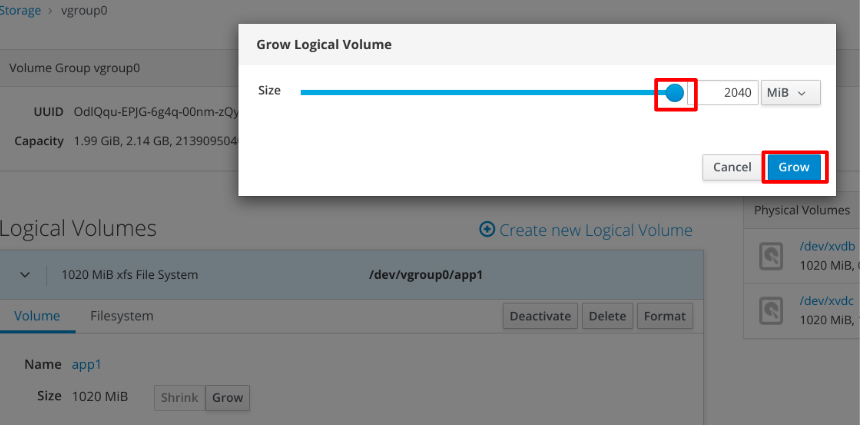 Storage › vgroup0
Grow Logical Volume
Volume Group vgroup0
Size 2040 MiB
UUID OdlQqu-EPJG-6g4q-00nm-zQy
Capacity 1.99 GiB, 2.14 GB, 2139095040
Cancel Grow
Logical Volumes
Create new Logical Volume
Physical Volumes
1020 MiB xfs File System /dev/vgroup0/app1
/dev/xvdb
1020 MiB,
Volume Filesystem Deactivate Delete Format
/dev/xvdc
1020 MiB,
Name app1
Size 1020 MiB Shrink Grow